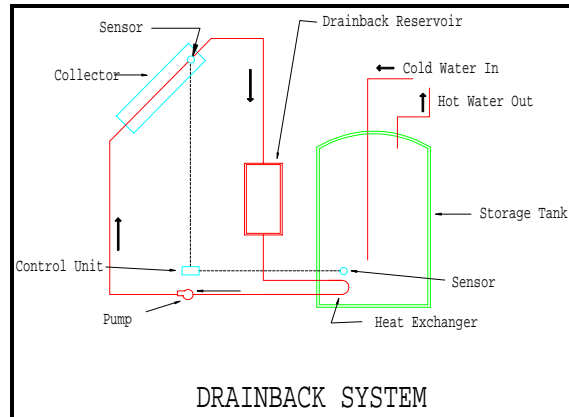 Drainback Reservoir
Sensor
Collector
Cold Water In
Hot Water Out
Storage Tank
Control Unit
Sensor
Pump
Heat Exchanger
DRAINBACK SYSTEM